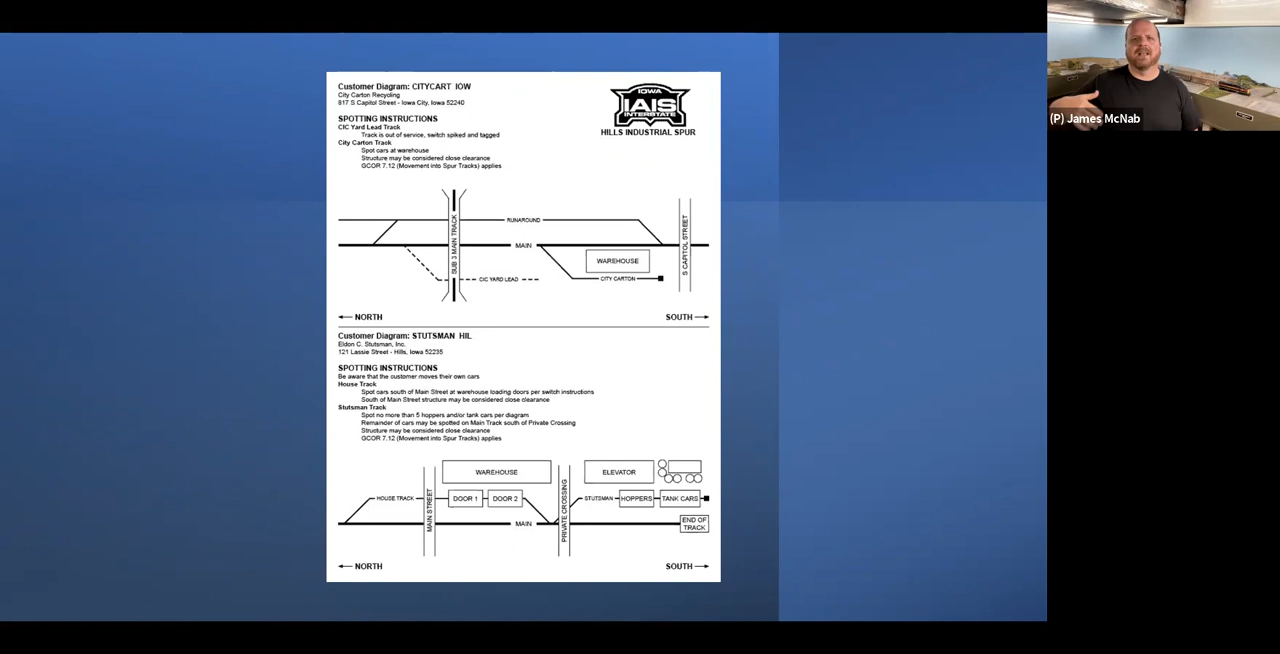 Customer Diagram: CITYCART IOW
City Carton Recycling
817 S Capitol Street - Iowa City, Iowa 52240
IOWA
IAIS
INTERSTATE
HILLS INDUSTRIAL SPUR
SPOTTING INSTRUCTIONS
CIC Yard Lead Track
Track is out of service, switch spiked and tagged
City Carton Track
Spot cars at warehouse
Structure may be considered close clearance
GCOR 7.12 (Movement into Spur Tracks) applies
SUB 3 MAIN TRACK
RUNAROUND
MAIN
S CAPITOL STREET
WAREHOUSE
CIC YARD LEAD
CITY CARTON
NORTH
SOUTH
Customer Diagram: STUTSMAN HIL
Eldon C. Stutsman, Inc.
121 Lassie Street - Hills, Iowa 52235
SPOTTING INSTRUCTIONS
Be aware that the customer moves their own cars
House Track
Spot cars south of Main Street at warehouse loading doors per switch instructions
South of Main Street structure may be considered close clearance
Stutsman Track
Spot no more than 5 hoppers and/or tank cars per diagram
Remainder of cars may be spotted on Main Track south of Private Crossing
Structure may be considered close clearance
GCOR 7.12 (Movement into Spur Tracks) applies
WAREHOUSE
ELEVATOR
HOUSE TRACK
MAIN STREET
DOOR 1
DOOR 2
PRIVATE CROSSING
STUTSMAN
HOPPERS
TANK CARS
MAIN
END OF
TRACK
NORTH
SOUTH
(P) James McNab